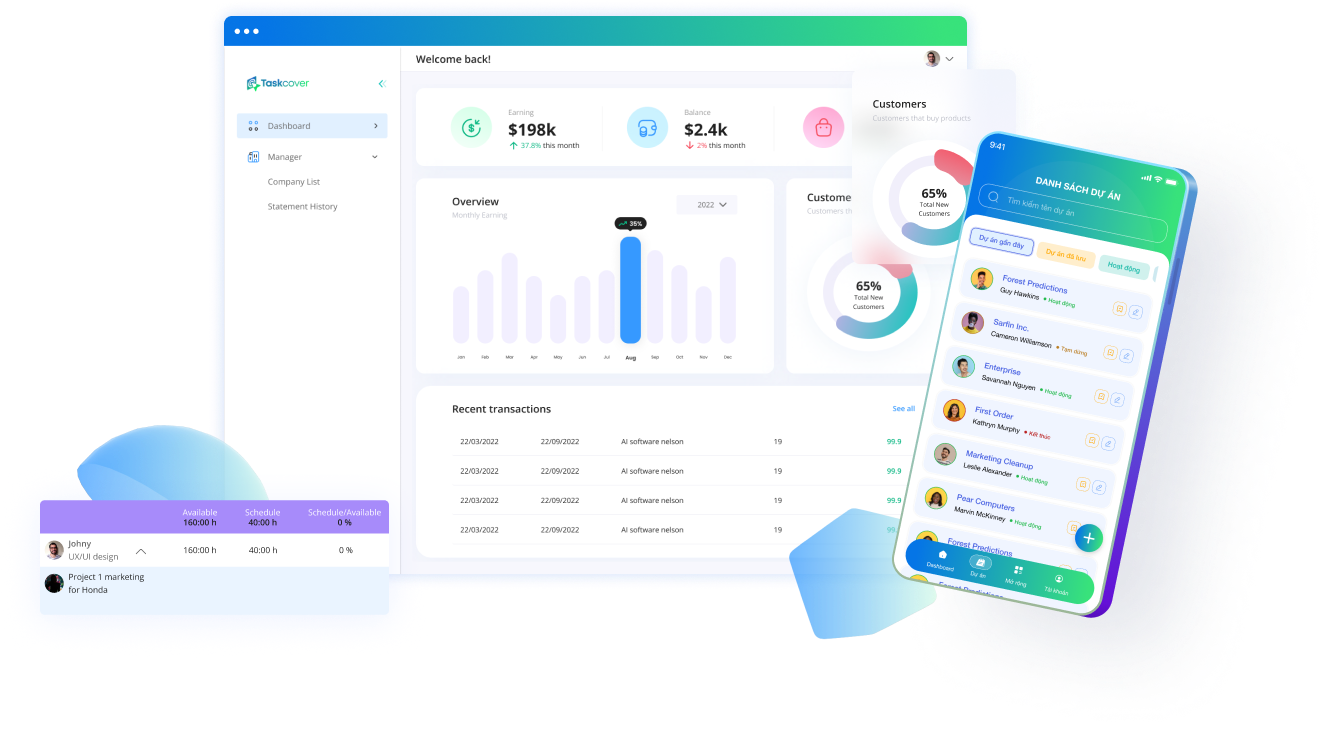 Welcome back!
Taskcover
Dashboard
Manager
Company List
Statement History
Earning
$198k
37.8% this month
Balance
$2.4k
2% this month
Overview
Monthly Earning
2022
35%
Jan Feb Mar Apr May Jun Jul Aug Sep Oct Nov Dec
Customers
Customers that buy products
65%
Total New
Customers
Custome
Customers th
65%
Total New
Customers
Recent transactions
See all
22/03/2022 22/09/2022 AI software nelson 19 99.9
22/03/2022 22/09/2022 AI software nelson 19 99.9
22/03/2022 22/09/2022 AI software nelson 19 99.9
22/03/2022 22/09/2022 AI software nelson 19 99.
Available Schedule Schedule/Available
160:00 h 40:00 h 0 %
Johny
UX/UI design
160:00 h 40:00 h 0 %
Project 1 marketing
for Honda
9:41
DANH SÁCH DỰ ÁN
Tìm kiếm tên dự án
Dự án gần đây
Dự án đã lưu
Hoạt động
Forest Predictions
Guy Hawkins Hoạt động
Sarfin Inc.
Cameron Williamson Tạm dừng
Enterprise
Savannah Nguyen Hoạt động
First Order
Kathryn Murphy Kết thúc
Marketing Cleanup
Leslie Alexander Hoạt động
Pear Computers
Marvin McKinney Hoạt động
Forest Predictions
Dashboard
Dự án
Mở rộng
Tài khoản